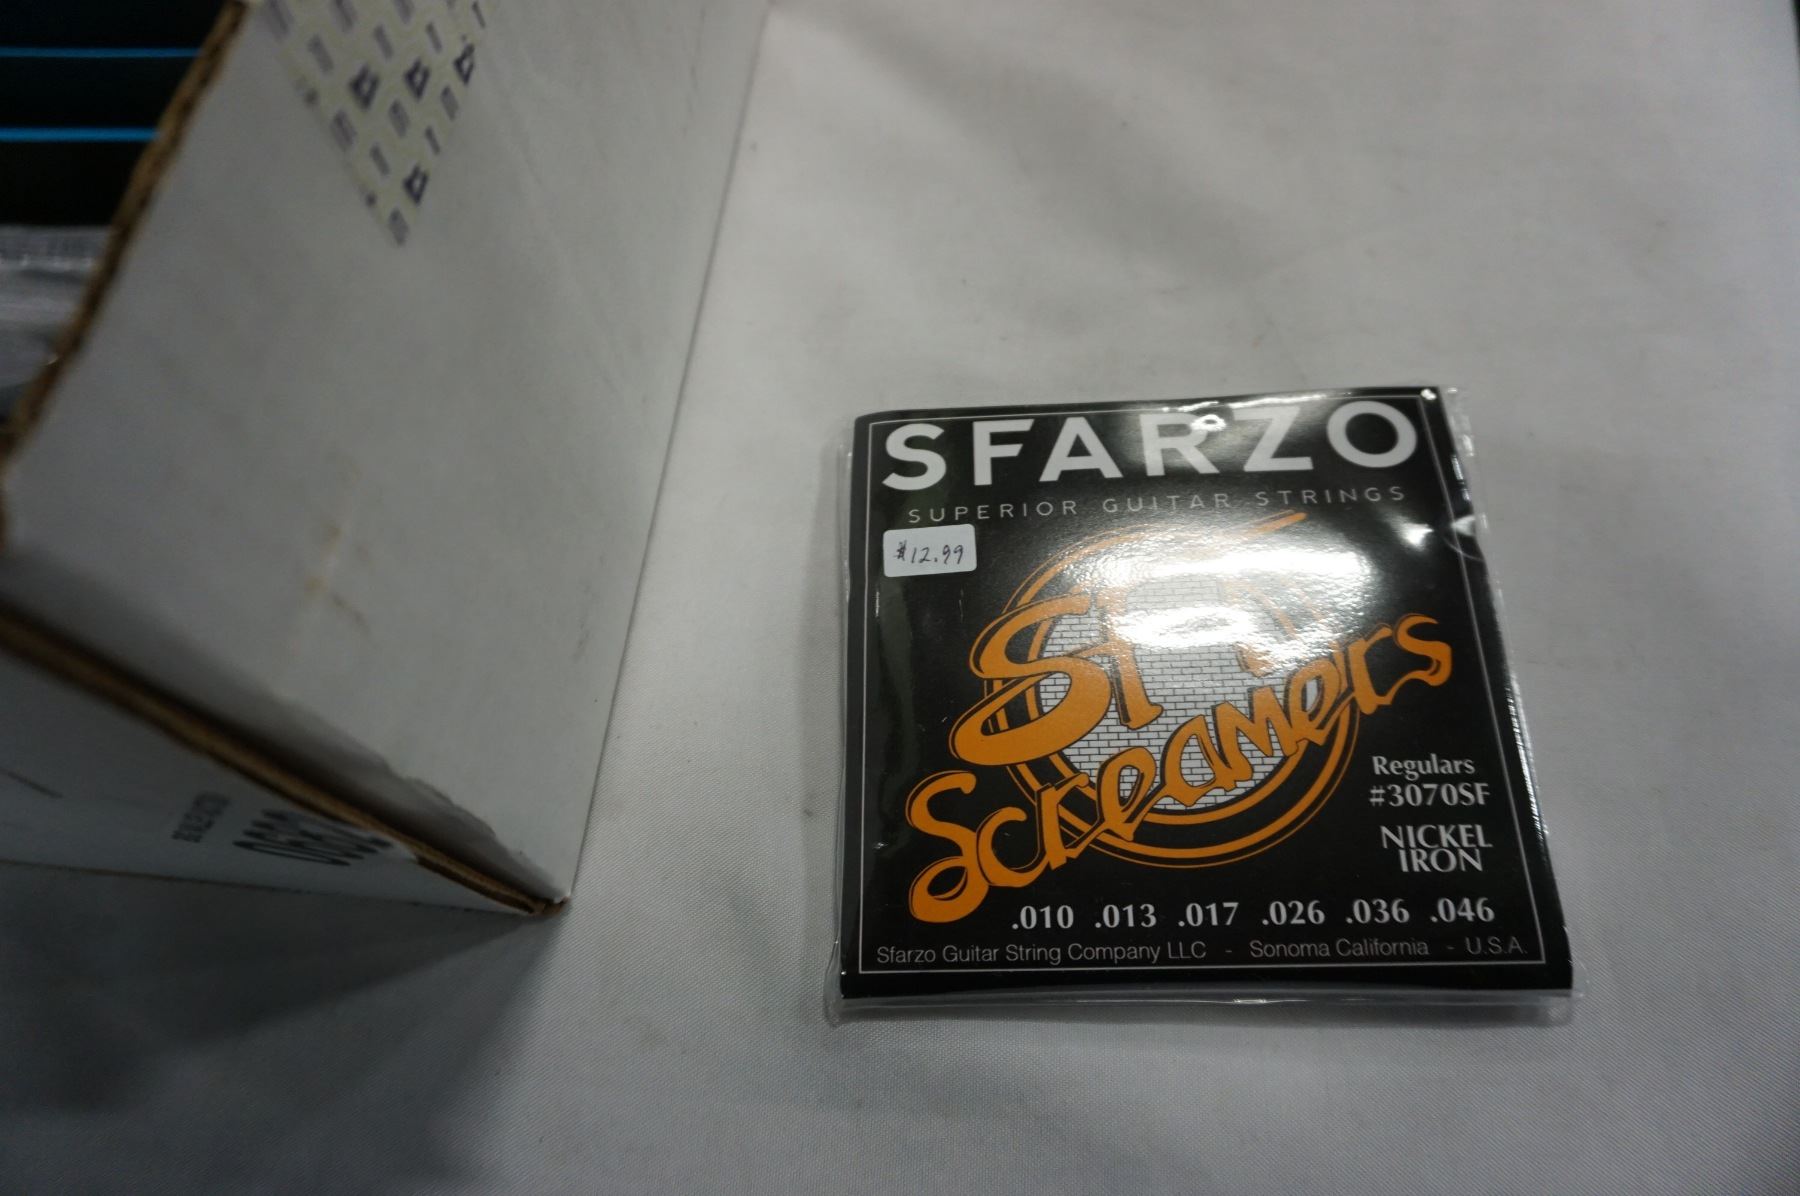 SFARZO
SUPERIOR GUITAR STRINGS
$12.99
Screamers
Regulars
#3070SF
NICKEL
IRON
.010 .013 .017 .026 .036 .046
Sfarzo Guitar String Company LLC - Sonoma California - U.S.A.